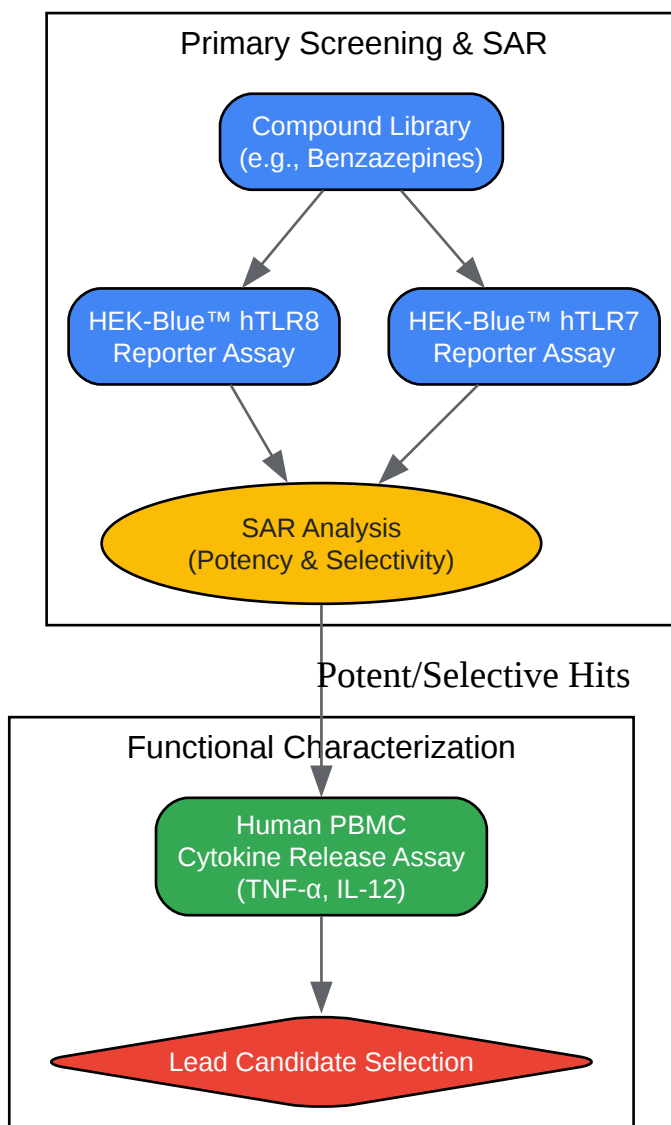 Primary Screening & SAR
Compound Library
(e.g., Benzazepines)
HEK-Blue™ hTLR8
Reporter Assay
HEK-Blue™ hTLR7
Reporter Assay
SAR Analysis
(Potency & Selectivity)
Potent/Selective Hits
Functional Characterization
Human PBMC
Cytokine Release Assay
(TNF-α, IL-12)
Lead Candidate Selection